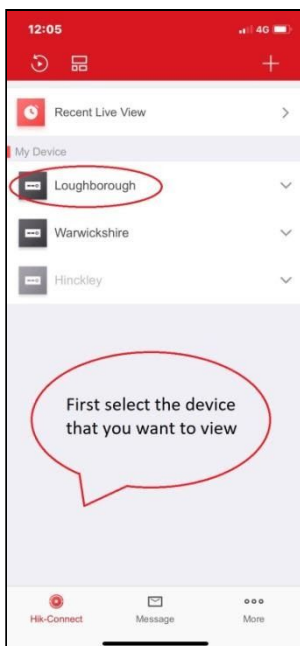 12:05
4G
Recent Live View
My Device
Loughborough
Warwickshire
Hinckley
First select the device
that you want to view
Hik-Connect
Message
More